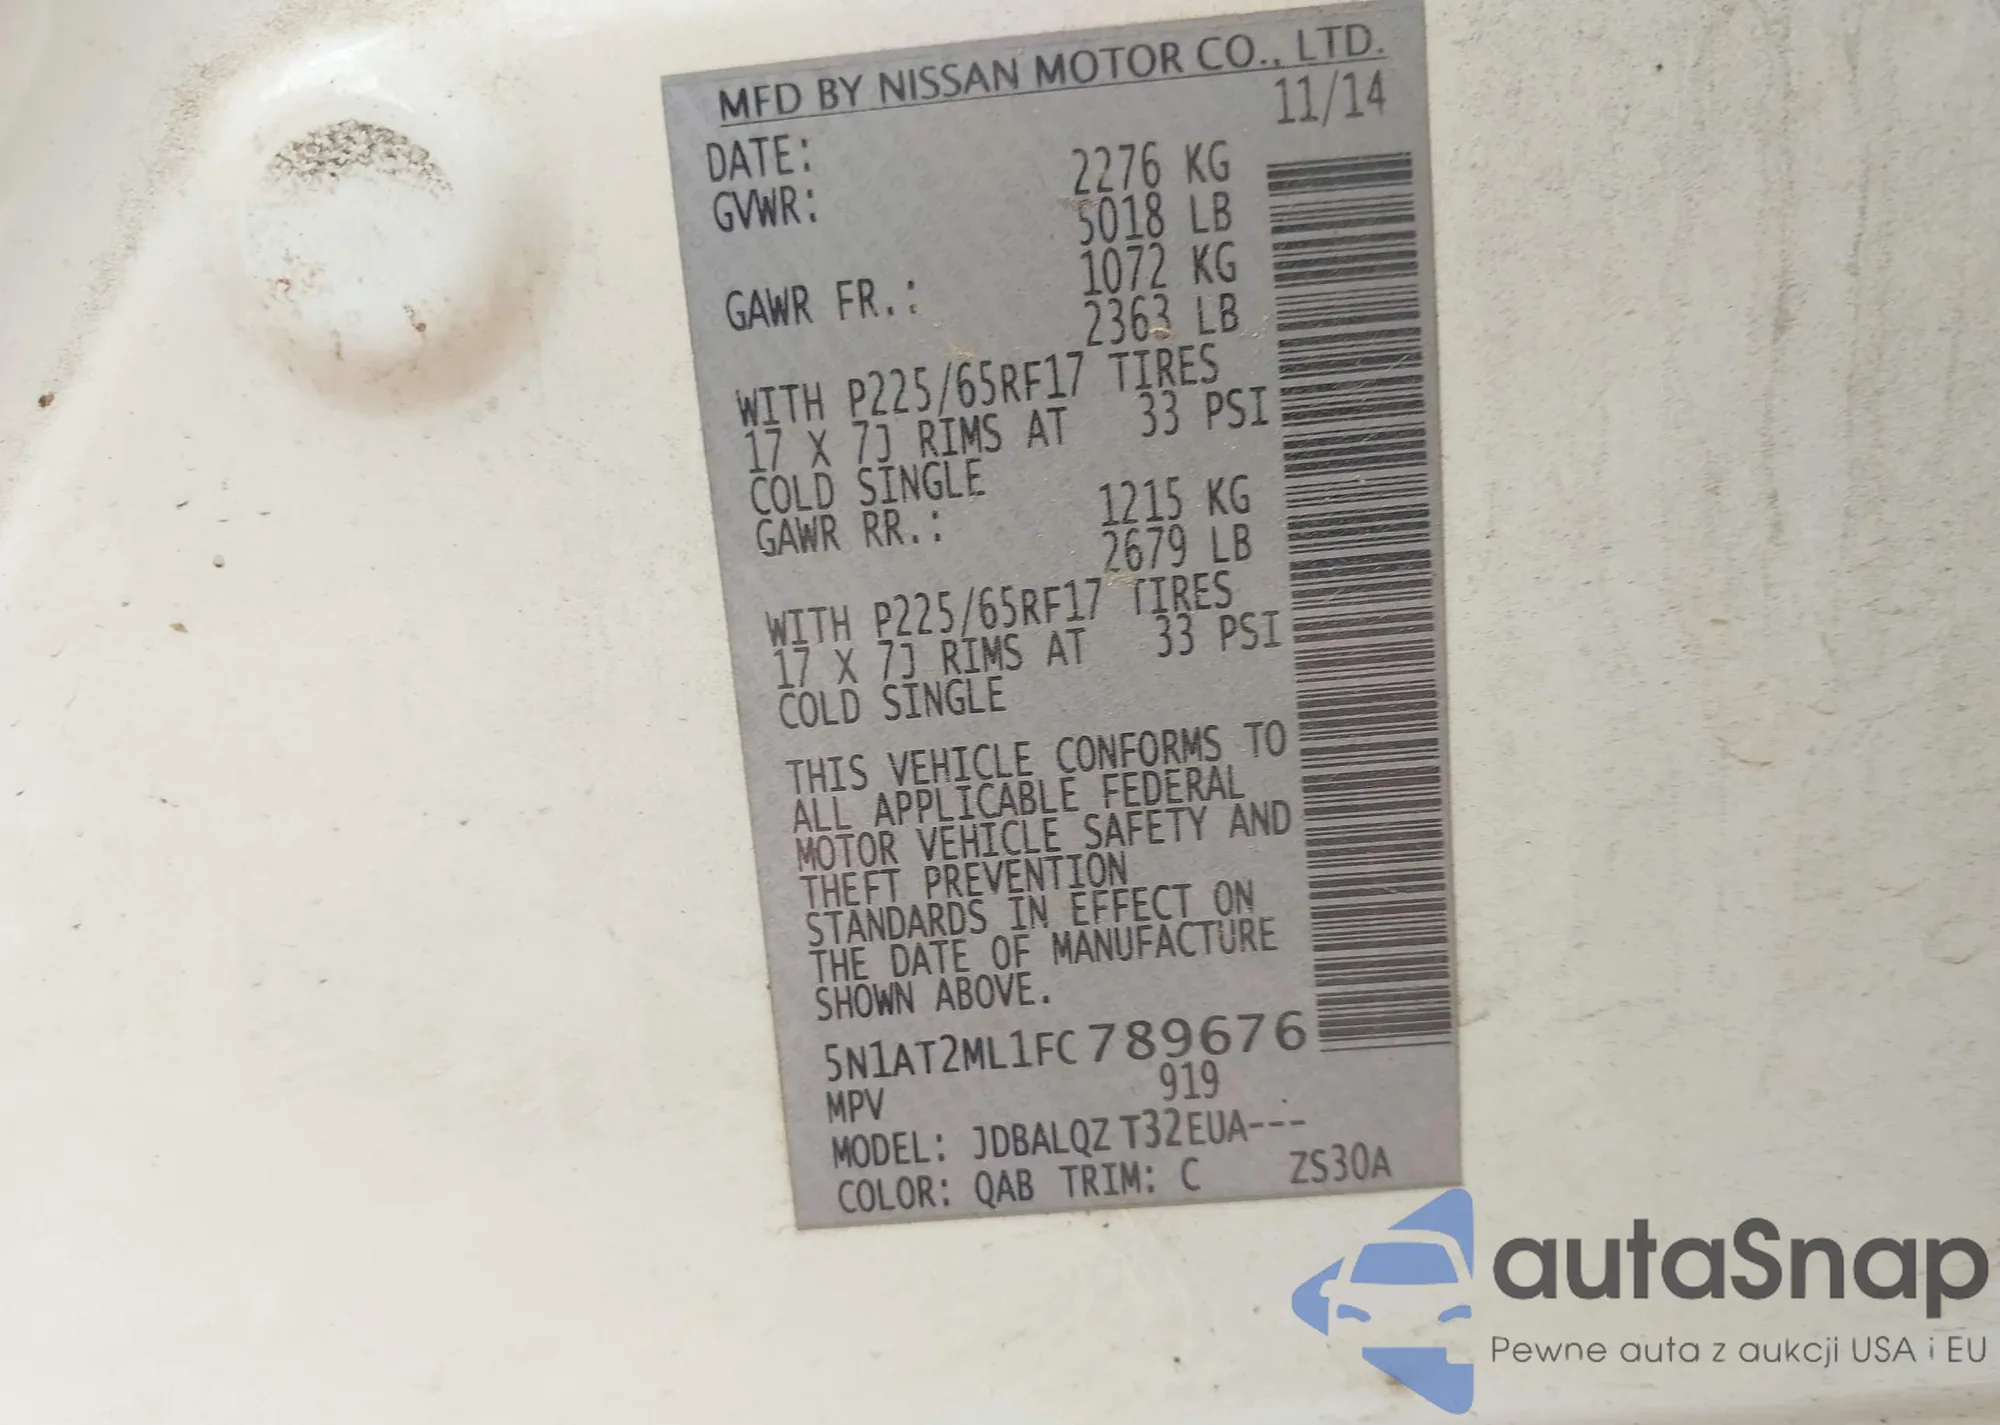 MFD BY NISSAN MOTOR CO., LTD.
DATE: 11/14
GVWR: 2276 KG
5018 LB
GAWR FR.: 1072 KG
2363 LB
WITH P225/65RF17 TIRES
17 X 7J RIMS AT 33 PSI
COLD SINGLE
GAWR RR.: 1215 KG
2679 LB
WITH P225/65RF17 TIRES
17 X 7J RIMS AT 33 PSI
COLD SINGLE
THIS VEHICLE CONFORMS TO
ALL APPLICABLE FEDERAL
MOTOR VEHICLE SAFETY AND
THEFT PREVENTION
STANDARDS IN EFFECT ON
THE DATE OF MANUFACTURE
SHOWN ABOVE.
5N1AT2ML1FC789676
MPV 919
MODEL: JDBALQZ T32EUA---
COLOR: QAB TRIM: C ZS30A
autaSnap
Pewne auta z aukcji USA i EU